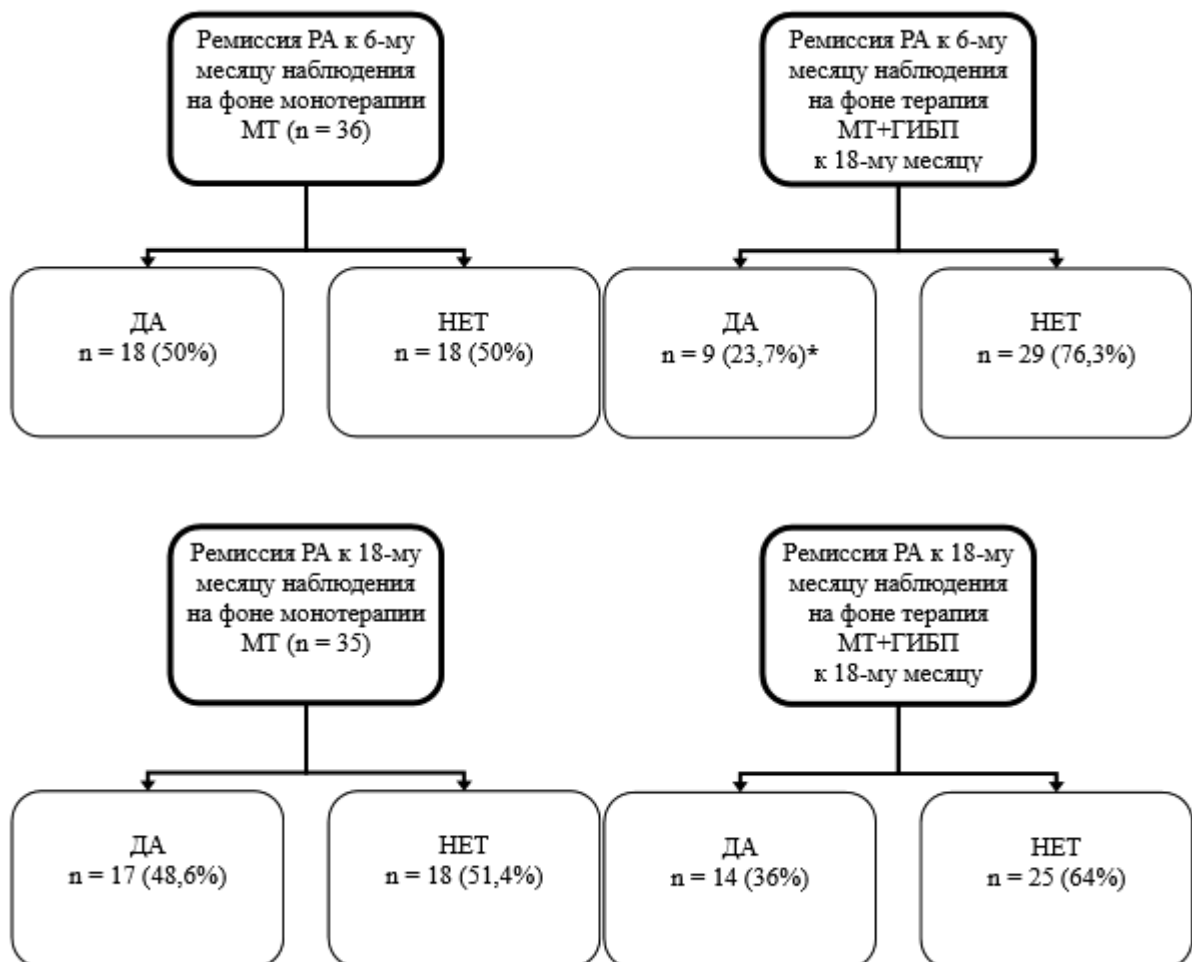 Ремиссия РА к 6-му
месяцу наблюдения
на фоне монотерапии
МТ (n = 36)
Ремиссия РА к 6-му
месяцу наблюдения
на фоне терапия
МТ+ГИБП
к 18-му месяцу
ДА
n = 18 (50%)
НЕТ
n = 18 (50%)
ДА
n = 9 (23,7%)*
НЕТ
n = 29 (76,3%)
Ремиссия РА к 18-му
месяцу наблюдения
на фоне монотерапии
МТ (n = 35)
Ремиссия РА к 18-му
месяцу наблюдения
на фоне терапия
МТ+ГИБП
к 18-му месяцу
ДА
n = 17 (48,6%)
НЕТ
n = 18 (51,4%)
ДА
n = 14 (36%)
НЕТ
n = 25 (64%)